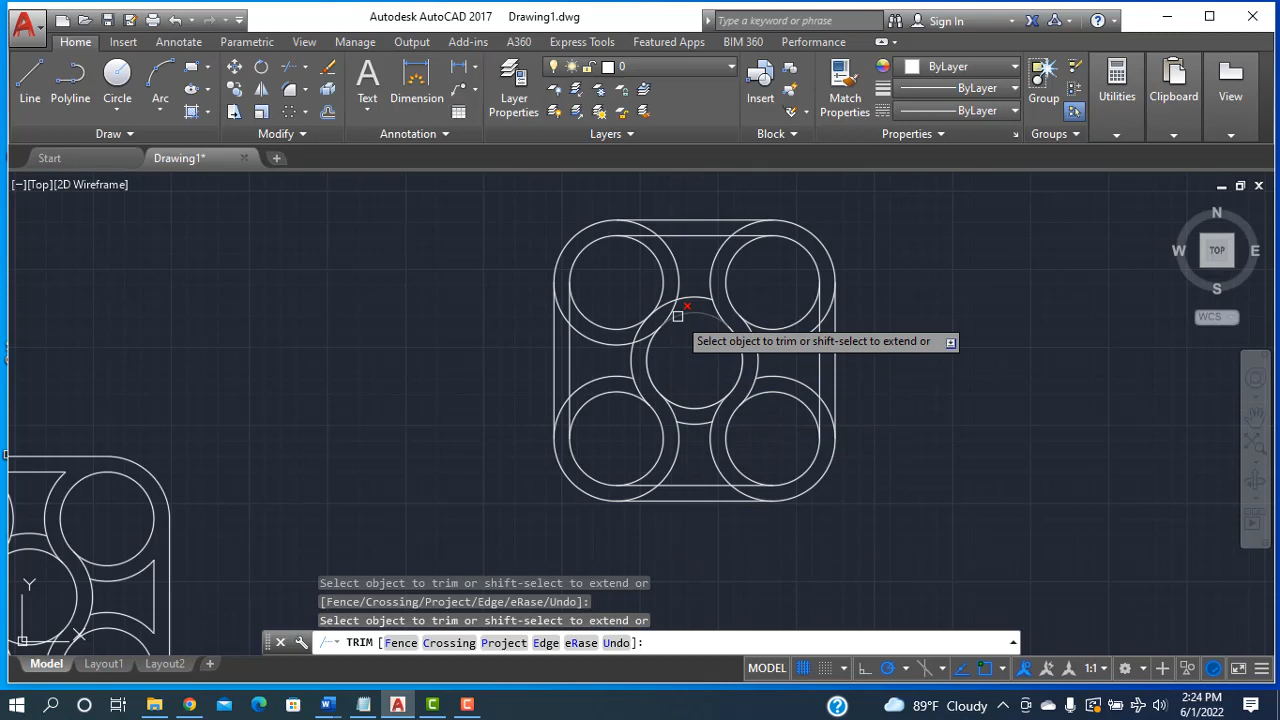 Autodesk AutoCAD 2017 Drawing1.dwg
Type a keyword or phrase
Sign In
Home Insert Annotate Parametric View Manage Output Add-ins A360 Express Tools Featured Apps BIM 360 Performance
Line Polyline Circle Arc
Text Dimension
Layer Properties
0
Insert
Match Properties
ByLayer
ByLayer
ByLayer
Group
Utilities
Clipboard
View
Draw Modify Annotation Layers Block Properties Groups
Start Drawing1*
[−][Top][2D Wireframe]
N
W TOP E
S
WCS
Select object to trim or shift-select to extend or
Y
X
Select object to trim or shift-select to extend or
[Fence/Crossing/Project/Edge/eRase/Undo]:
Select object to trim or shift-select to extend or
TRIM [Fence Crossing Project Edge eRase Undo]:
Model Layout1 Layout2
MODEL 1:1
89°F Cloudy
2:24 PM
6/1/2022